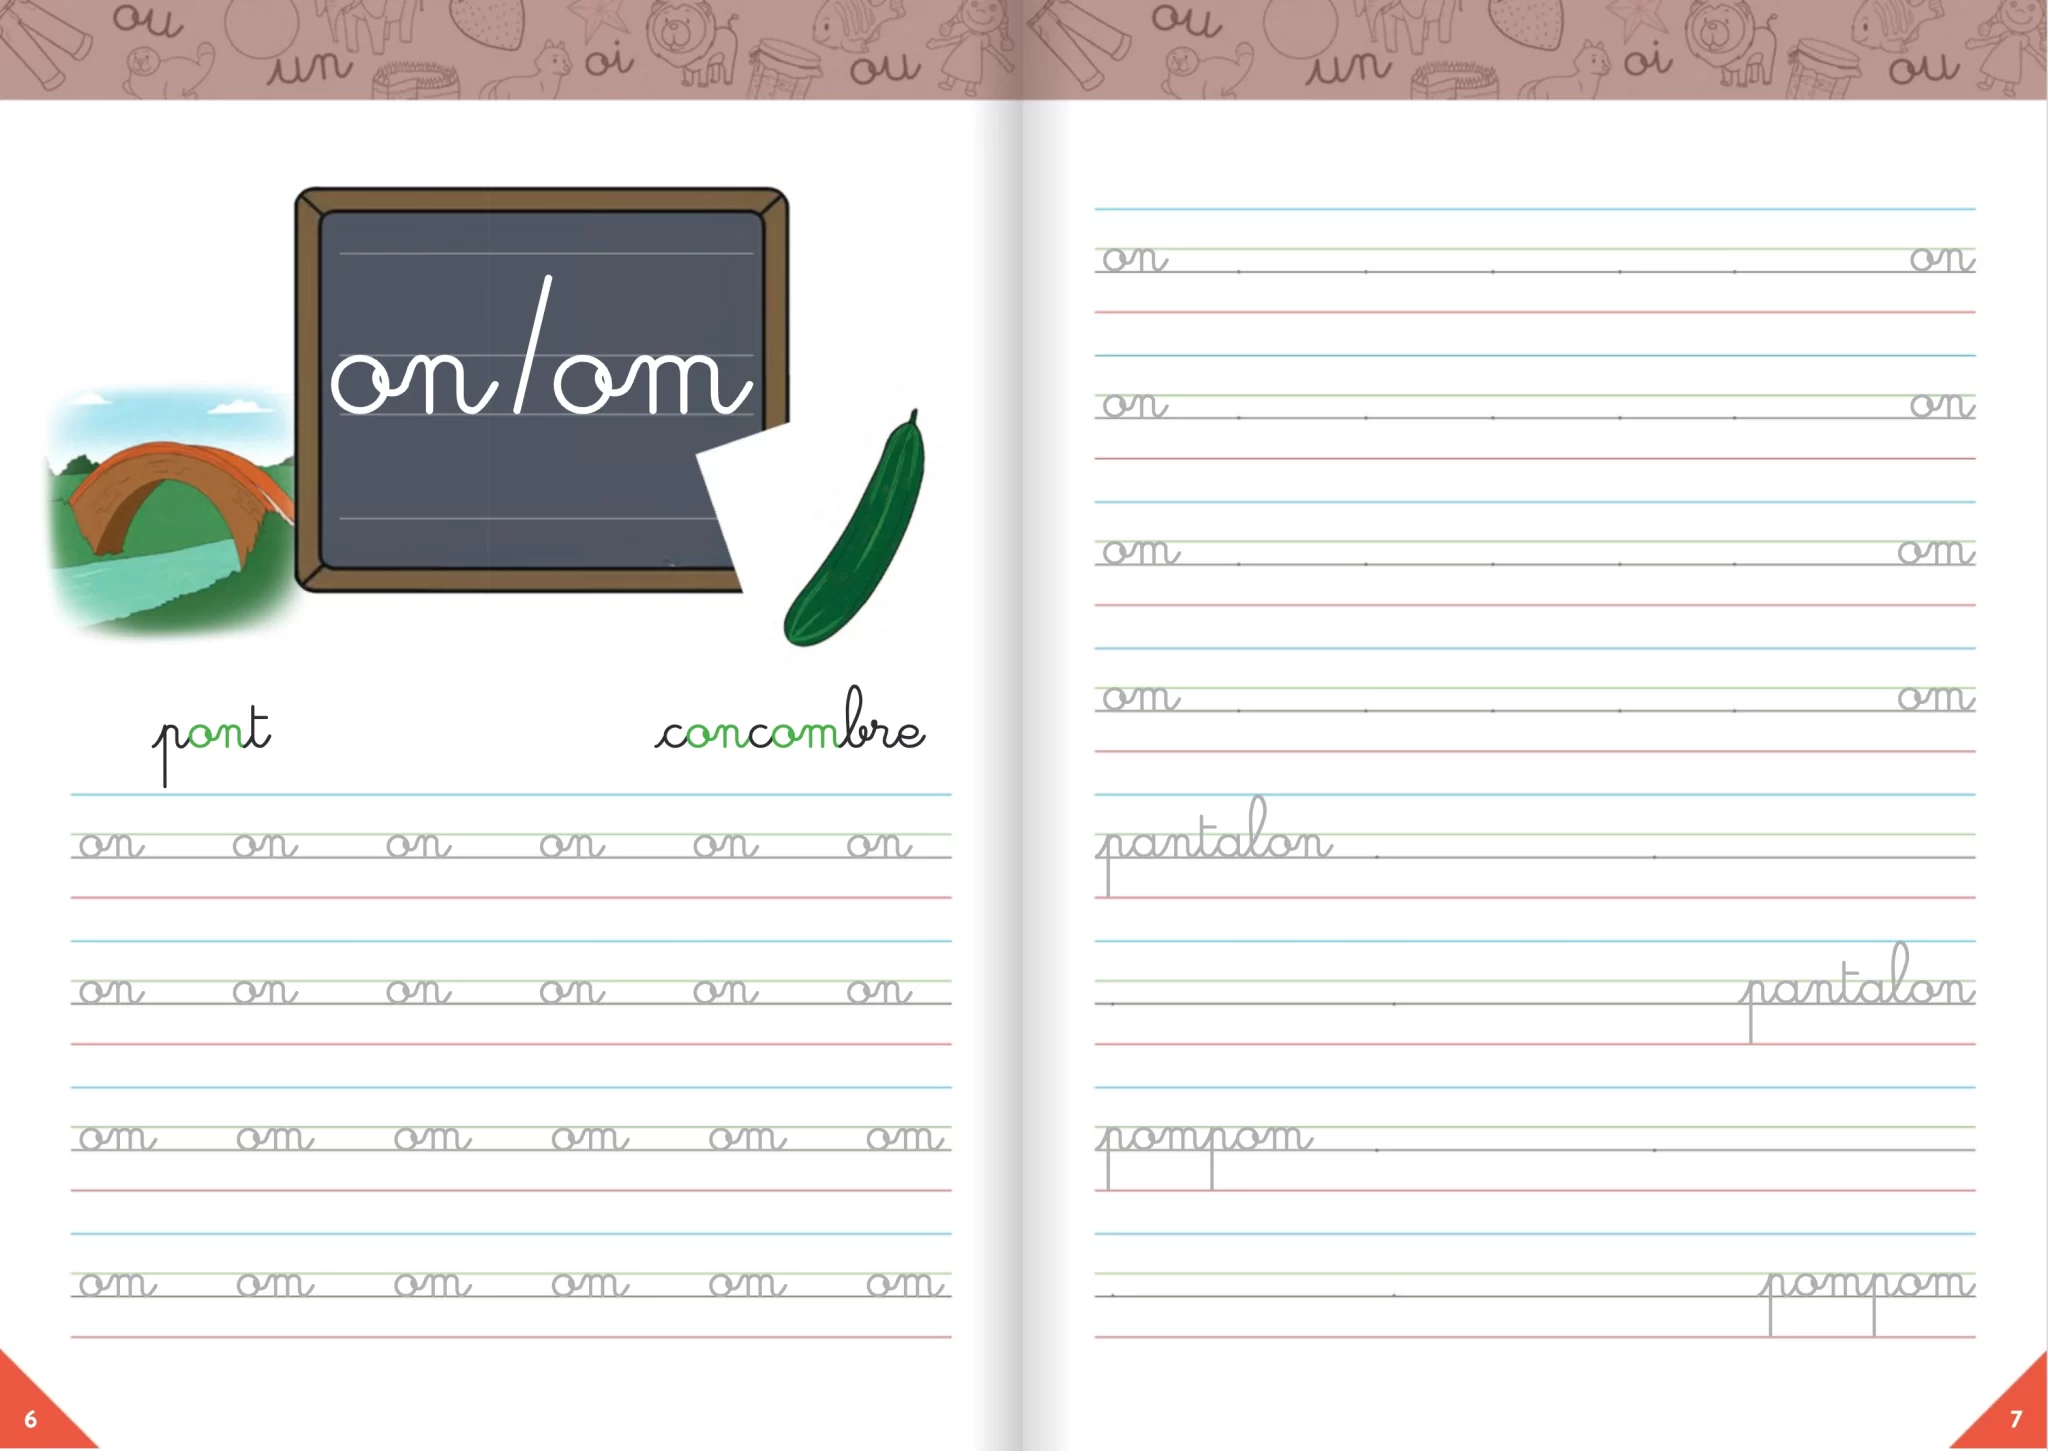 ou un oi ou
on/om
pont concombre
on on on on on on
on on on on on on
om om om om om om
om om om om om om
6
ou un oi ou
on on
on on
om om
om om
pantalon
pantalon
pompom
pompom
7